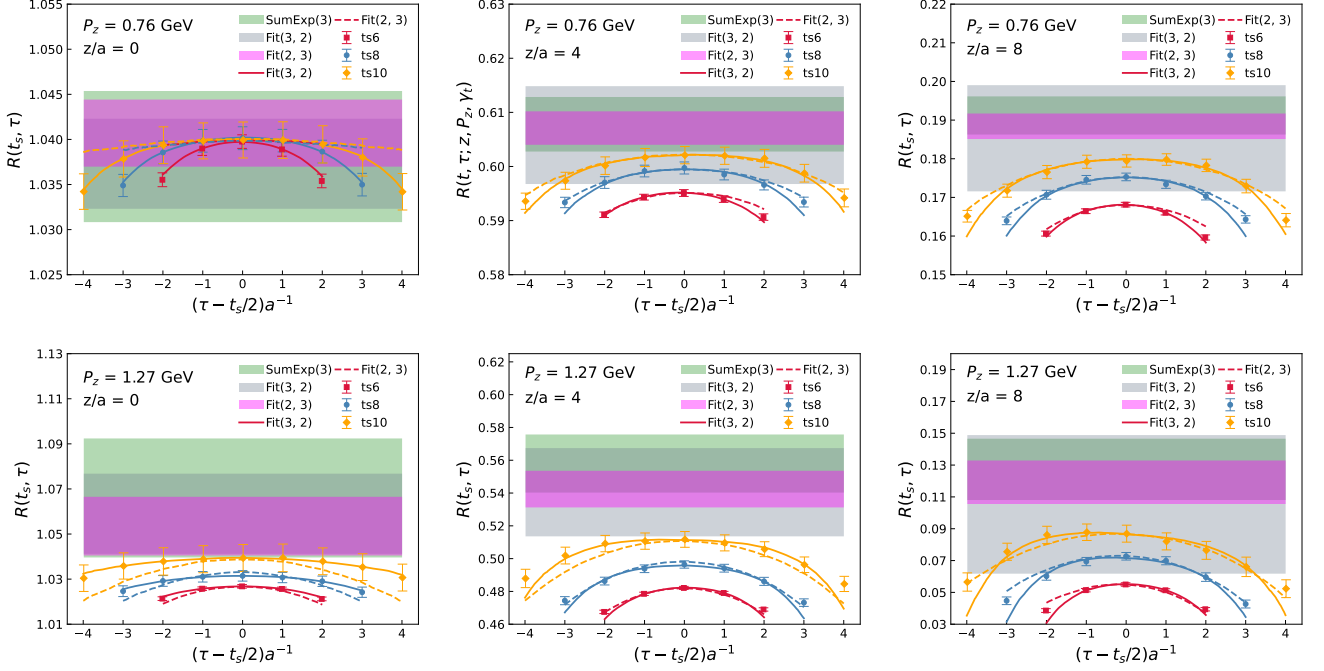 P_z = 0.76 GeV
z/a = 0
SumExp(3)
Fit(3, 2)
Fit(2, 3)
Fit(3, 2)
Fit(2, 3)
ts6
ts8
ts10
R(t_s, τ)
1.055
1.050
1.045
1.040
1.035
1.030
1.025
−4 −3 −2 −1 0 1 2 3 4
(τ − t_s/2)a^{−1}
P_z = 0.76 GeV
z/a = 4
SumExp(3)
Fit(3, 2)
Fit(2, 3)
Fit(3, 2)
Fit(2, 3)
ts6
ts8
ts10
R(t, τ; z, P_z, γ_t)
0.63
0.62
0.61
0.60
0.59
0.58
−4 −3 −2 −1 0 1 2 3 4
(τ − t_s/2)a^{−1}
P_z = 0.76 GeV
z/a = 8
SumExp(3)
Fit(3, 2)
Fit(2, 3)
Fit(3, 2)
Fit(2, 3)
ts6
ts8
ts10
R(t_s, τ)
0.22
0.21
0.20
0.19
0.18
0.17
0.16
0.15
−4 −3 −2 −1 0 1 2 3 4
(τ − t_s/2)a^{−1}
P_z = 1.27 GeV
z/a = 0
SumExp(3)
Fit(3, 2)
Fit(2, 3)
Fit(3, 2)
Fit(2, 3)
ts6
ts8
ts10
R(t_s, τ)
1.13
1.11
1.09
1.07
1.05
1.03
1.01
−4 −3 −2 −1 0 1 2 3 4
(τ − t_s/2)a^{−1}
P_z = 1.27 GeV
z/a = 4
SumExp(3)
Fit(3, 2)
Fit(2, 3)
Fit(3, 2)
Fit(2, 3)
ts6
ts8
ts10
R(t_s, τ)
0.62
0.60
0.58
0.56
0.54
0.52
0.50
0.48
0.46
−4 −3 −2 −1 0 1 2 3 4
(τ − t_s/2)a^{−1}
P_z = 1.27 GeV
z/a = 8
SumExp(3)
Fit(3, 2)
Fit(2, 3)
Fit(3, 2)
Fit(2, 3)
ts6
ts8
ts10
R(t_s, τ)
0.19
0.17
0.15
0.13
0.11
0.09
0.07
0.05
0.03
−4 −3 −2 −1 0 1 2 3 4
(τ − t_s/2)a^{−1}